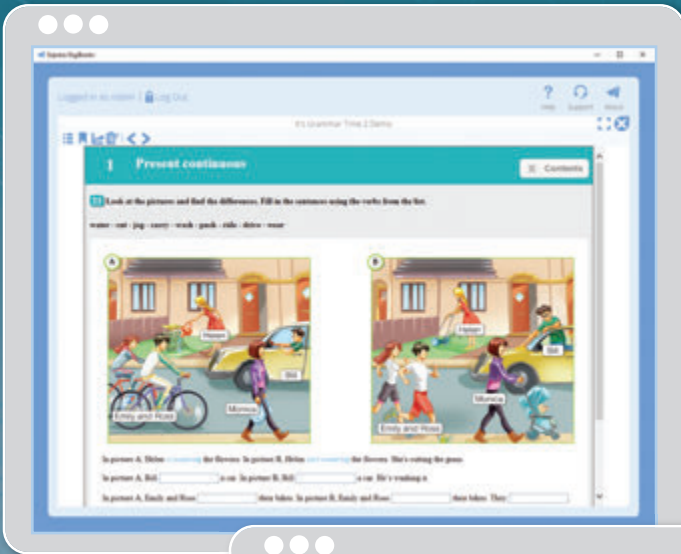 Express DigiBooks
Logged in as | Log Out
Help Support About
It's Grammar Time 2 Demo
1 Present continuous
Contents
Look at the pictures and find the differences. Fill in the sentences using the verbs from the list.
water - cut - jog - carry - wash - push - ride - drive - wear
A
Helen
Bill
Monica
Emily and Ross
B
Helen
Bill
Monica
Emily and Ross
In picture A, Helen is watering the flowers. In picture B, Helen isn't watering the flowers. She's cutting the grass.
In picture A, Bill a car. In picture B, Bill a car. He's washing it.
In picture A, Emily and Ross their bikes. In picture B, Emily and Ross their bikes. They